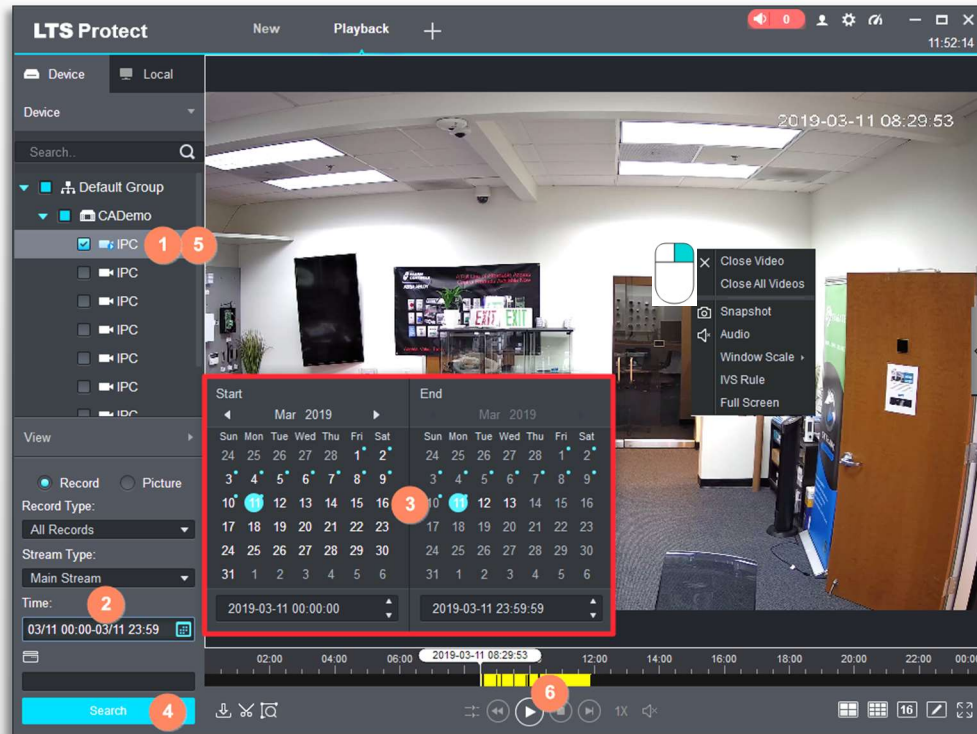 LTS Protect
New
Playback
0
11:52:14
Device
Local
Device
Search..
Default Group
CADemo
IPC
1
5
IPC
IPC
IPC
IPC
IPC
IPC
View
Record
Picture
Record Type:
All Records
Stream Type:
Main Stream
Time:
2
03/11 00:00-03/11 23:59
Search
4
2019-03-11 08:29:53
EXIT EXIT
Close Video
Close All Videos
Snapshot
Audio
Window Scale
IVS Rule
Full Screen
Start
Mar 2019
Sun Mon Tue Wed Thu Fri Sat
24 25 26 27 28 1 2
3 4 5 6 7 8 9
10 11 12 13 14 15 16
17 18 19 20 21 22 23
24 25 26 27 28 29 30
31 1 2 3 4 5 6
2019-03-11 00:00:00
3
End
Mar 2019
Sun Mon Tue Wed Thu Fri Sat
24 25 26 27 28 1 2
3 4 5 6 7 8 9
10 11 12 13 14 15 16
17 18 19 20 21 22 23
24 25 26 27 28 29 30
31 1 2 3 4 5 6
2019-03-11 23:59:59
02:00 04:00 06:00 2019-03-11 08:29:53 12:00 14:00 16:00 18:00 20:00 22:00 00:00
6
1X
16